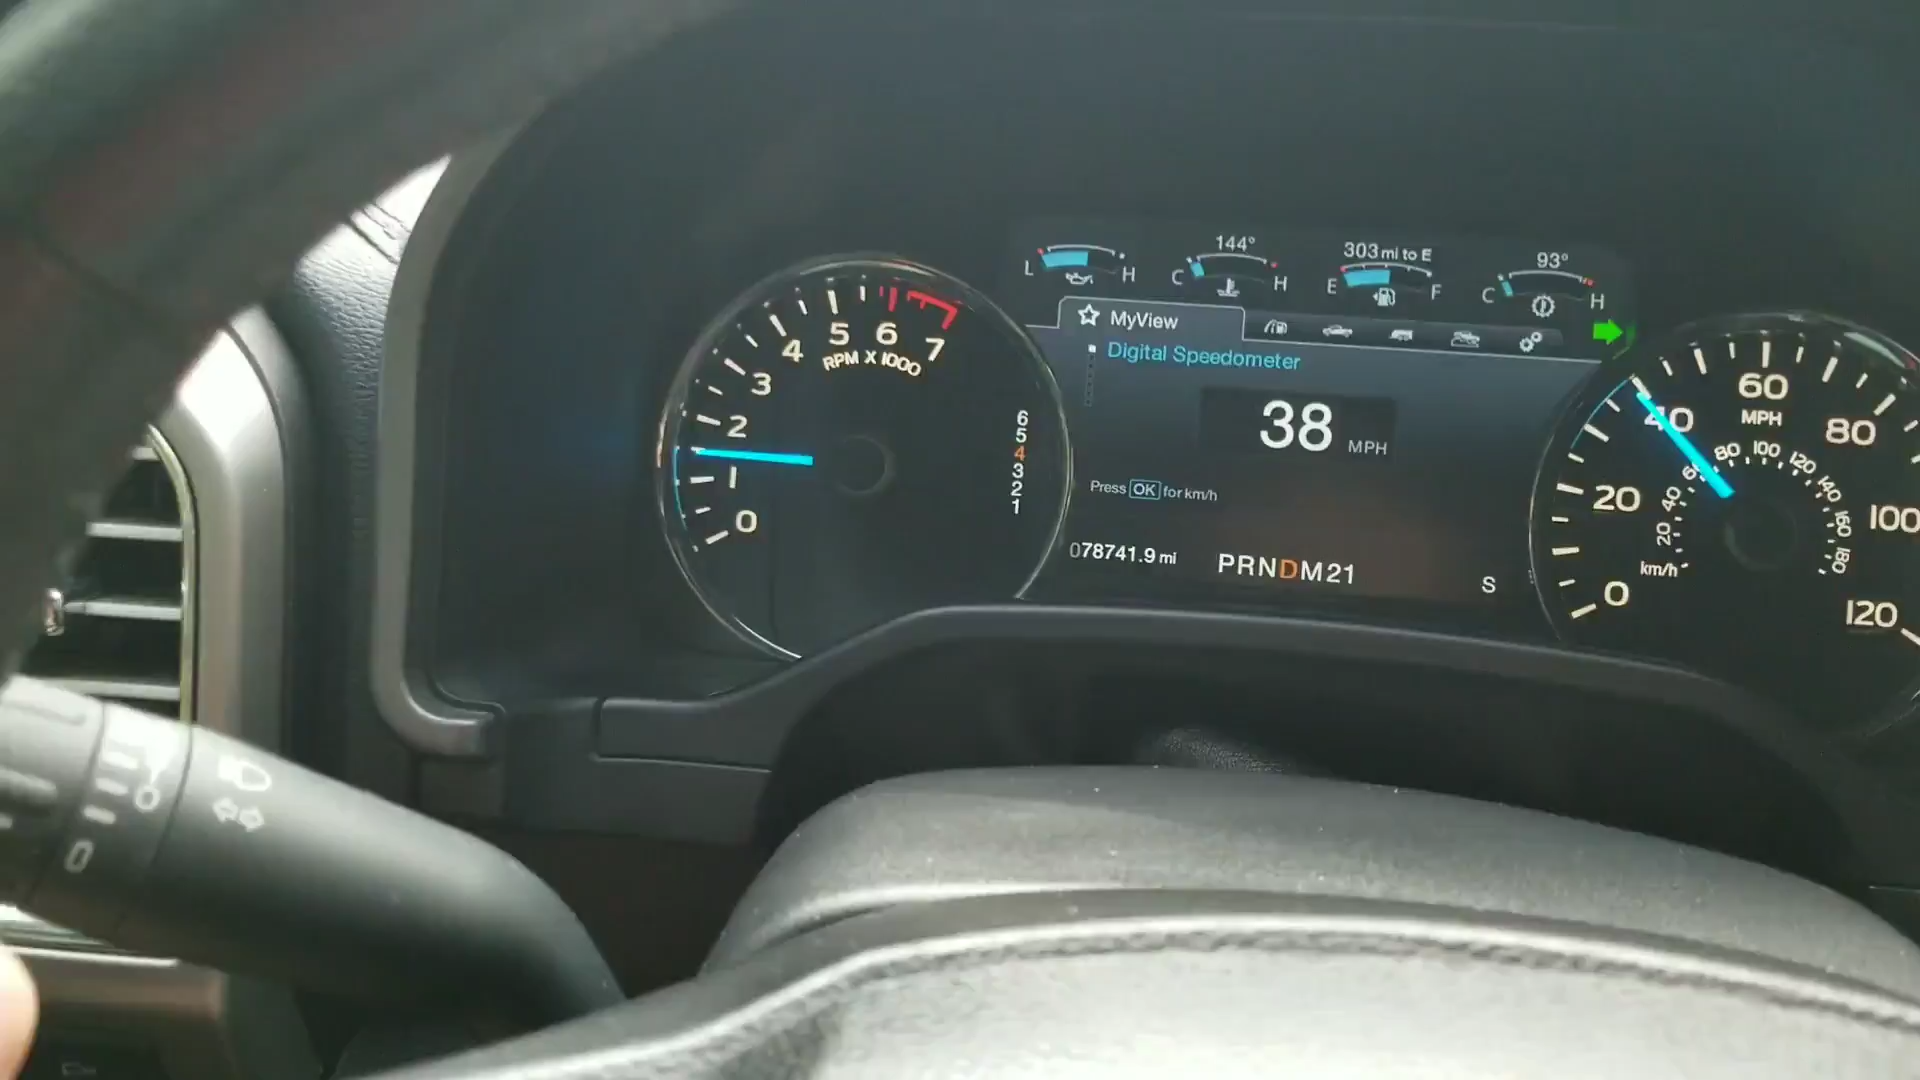 144°
303 mi to E
93°
L H
C H
E F
C H
MyView
Digital Speedometer
38 MPH
Press OK for km/h
078741.9 mi
PRNDM21
S
0
1
2
3
4
5
6
7
RPM X 1000
6
5
4
3
2
1
0
20
40
60
80
100
120
MPH
20
40
80
100
120
140
160
180
km/h
0